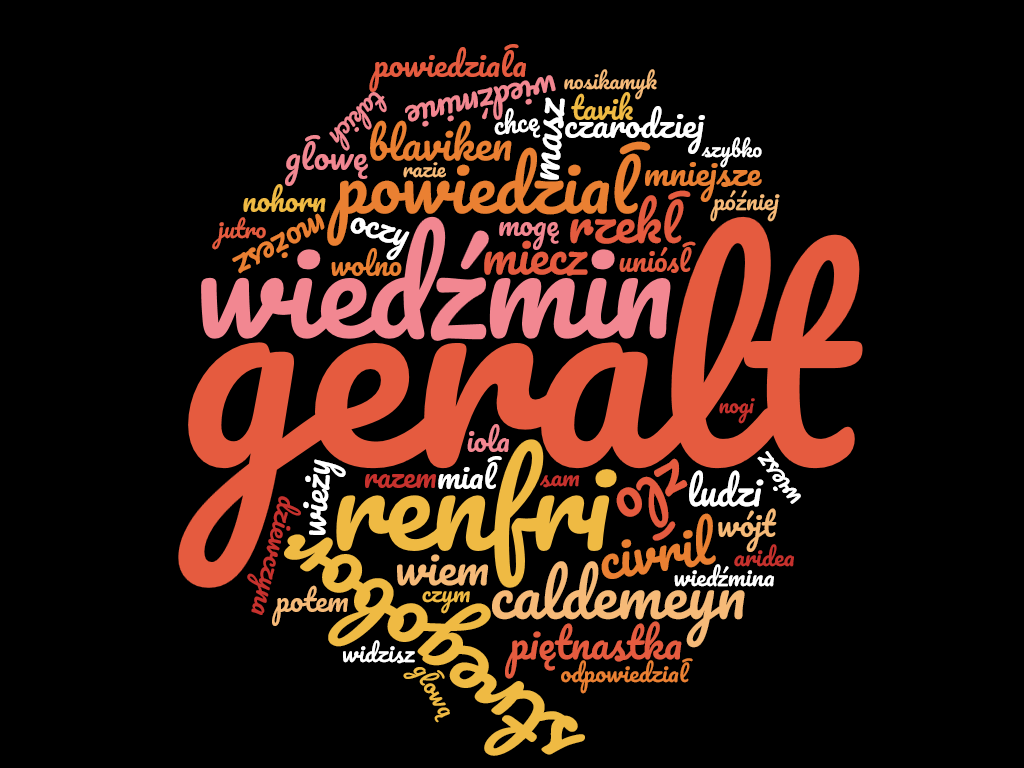 powiedziała
wiedźminie
nosikamyk
takich
tavik
chcę
masz
czarodziej
głowę
blaviken
szybko
razie
powiedział
mniejsze
nohorn
później
jutro
możesz
oczy
mogę
rzekł
wolno
miecz
uniósł
wiedźmin
geralt
nogi
iola
wieży
razem
miał
sam
renfri
zło
ludzi
wiesz
dziewczyna
stregobor
wiem
civril
wójt
aridea
wiedźmina
potem
czym
caldemeyn
widzisz
piętnastka
głową
odpowiedział